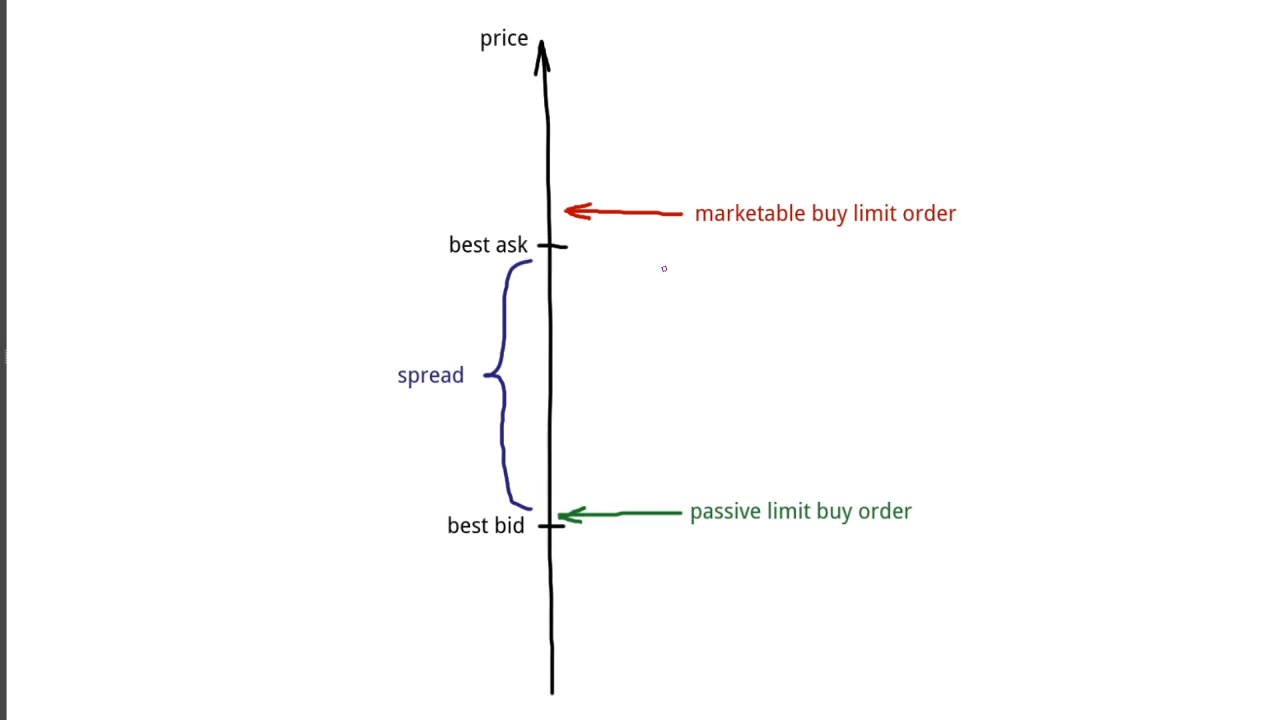 price
marketable buy limit order
best ask
spread
passive limit buy order
best bid